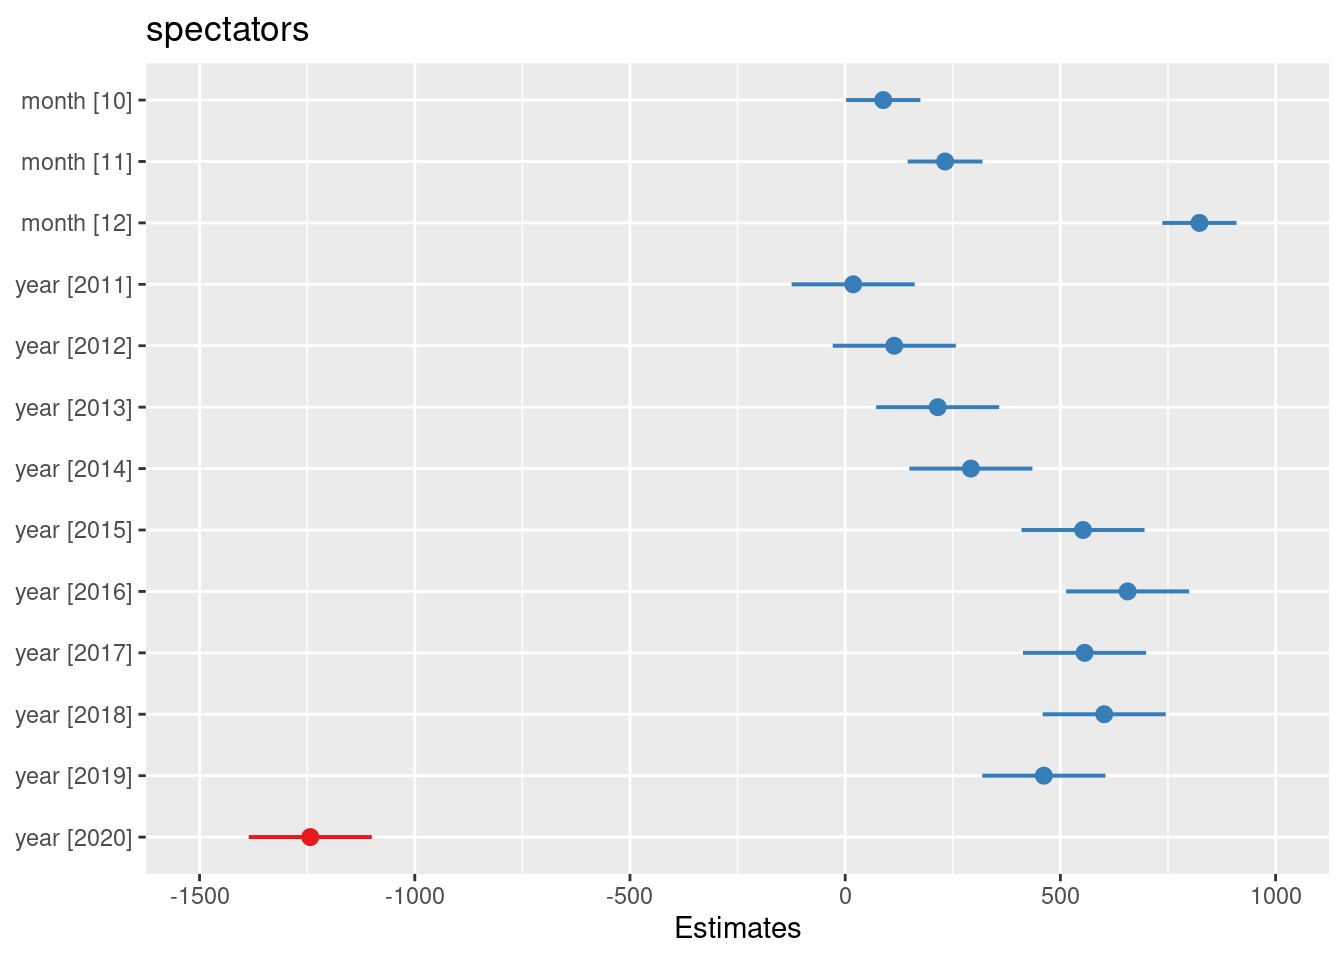 spectators
month [10]
month [11]
month [12]
year [2011]
year [2012]
year [2013]
year [2014]
year [2015]
year [2016]
year [2017]
year [2018]
year [2019]
year [2020]
-1500 -1000 -500 0 500 1000
Estimates